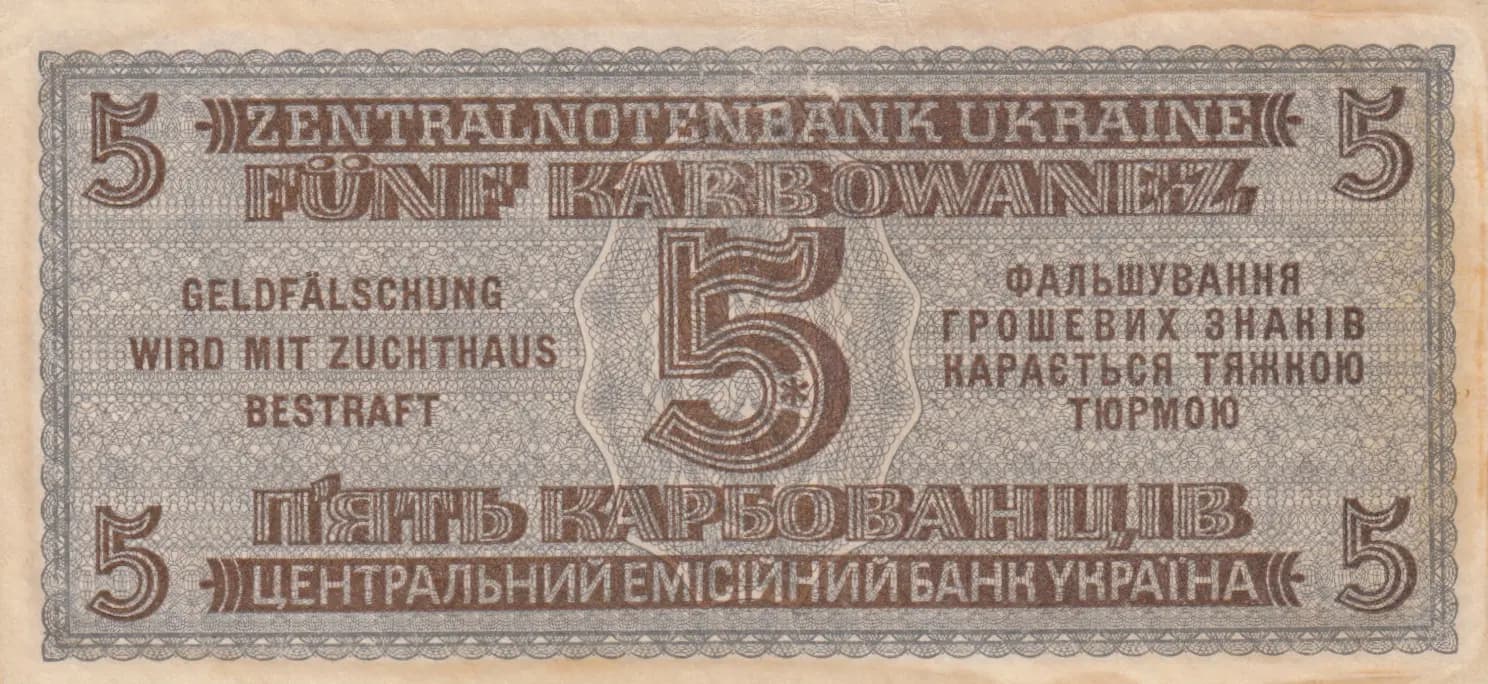 5 ZENTRALNOTENBANK UKRAINE 5
FÜNF KARBOWANEZ
5
GELDFÄLSCHUNG
WIRD MIT ZUCHTHAUS
BESTRAFT
ФАЛЬШУВАННЯ
ГРОШЕВИХ ЗНАКІВ
КАРАЄТЬСЯ ТЯЖКОЮ
ТЮРМОЮ
П'ЯТЬ КАРБОВАНЦІВ
5 ЦЕНТРАЛЬНИЙ ЕМІСІЙНИЙ БАНК УКРАЇНА 5